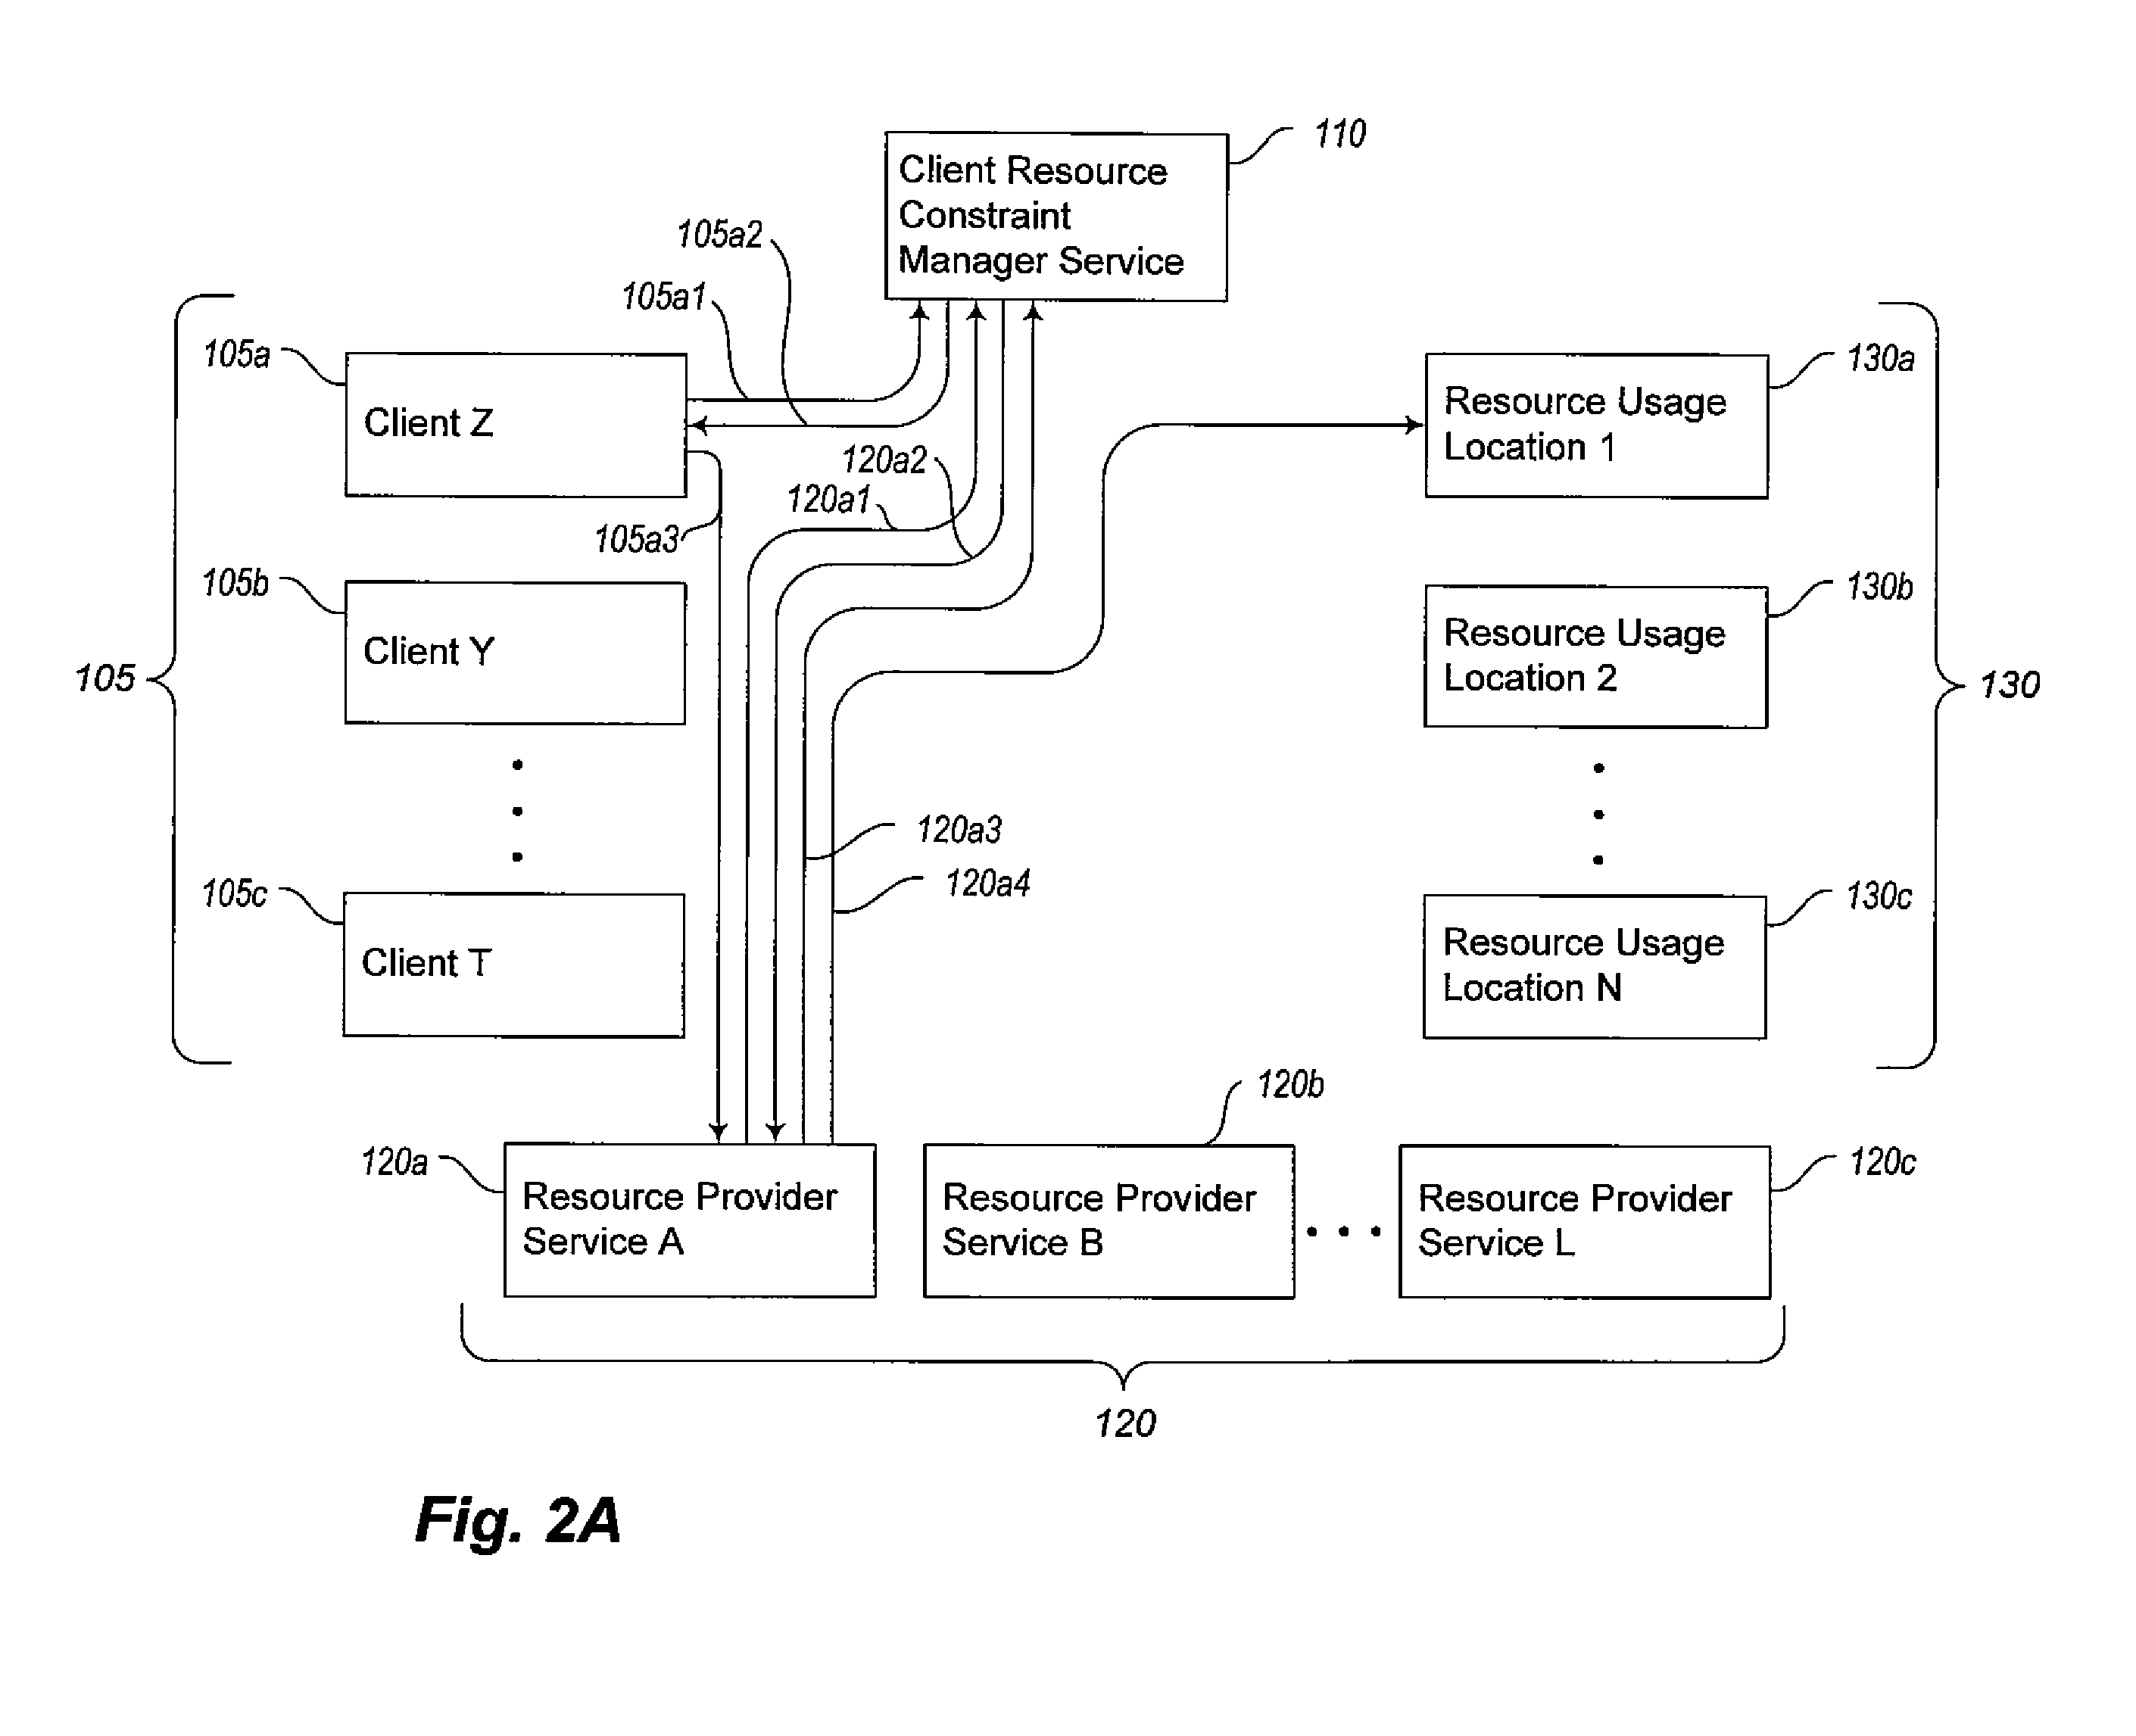 110
Client Resource
Constraint
Manager Service
105a2
105a1
105a
Client Z
130a
Resource Usage
Location 1
120a2
120a1
105a3
105b
Client Y
130b
Resource Usage
Location 2
105
130
120a3
120a4
105c
Client T
130c
Resource Usage
Location N
120b
120a
Resource Provider
Service A
Resource Provider
Service B
120c
Resource Provider
Service L
120
Fig. 2A